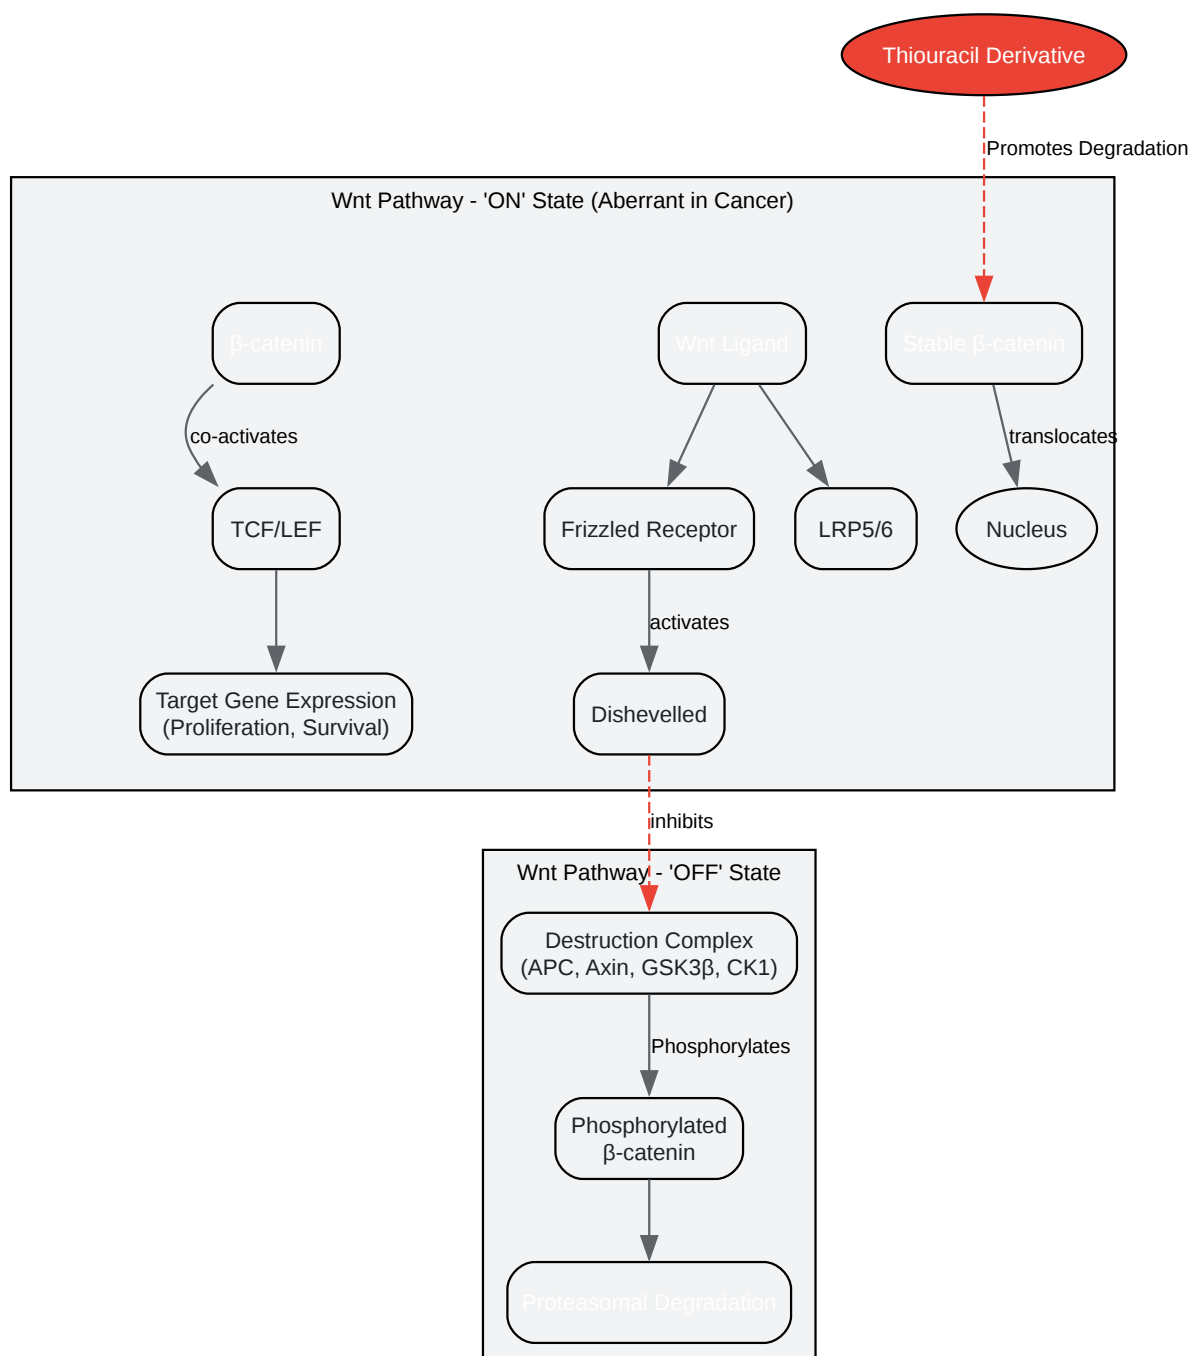 Thiouracil Derivative
Promotes Degradation
Wnt Pathway - 'ON' State (Aberrant in Cancer)
β-catenin
Wnt Ligand
Stable β-catenin
co-activates
translocates
TCF/LEF
Frizzled Receptor
LRP5/6
Nucleus
activates
Target Gene Expression
(Proliferation, Survival)
Dishevelled
inhibits
Wnt Pathway - 'OFF' State
Destruction Complex
(APC, Axin, GSK3β, CK1)
Phosphorylates
Phosphorylated
β-catenin
Proteasomal Degradation